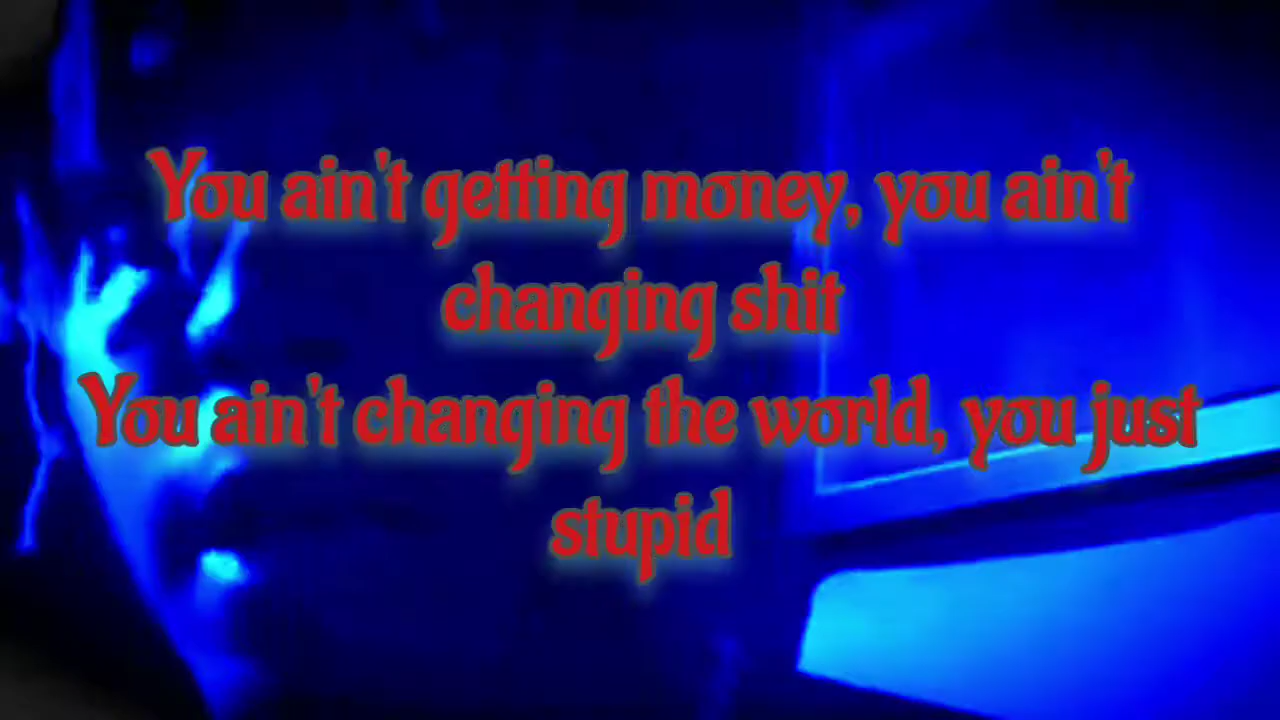 You ain't getting money, you ain't
changing shit
You ain't changing the world, you just
stupid